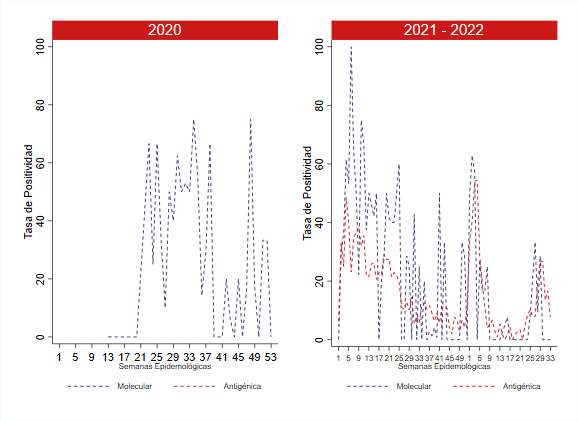 2020
Tasa de Positividad
100
80
60
40
20
0
1 5 9 13 17 21 25 29 33 37 41 45 49 53
Semanas Epidemológicas
Molecular Antigénica
2021 - 2022
Tasa de Positividad
100
80
60
40
20
0
1 5 9 13 17 21 25 29 33 37 41 45 49 1 5 9 13 17 21 25 29 33
Semanas Epidemológicas
Molecular Antigénica